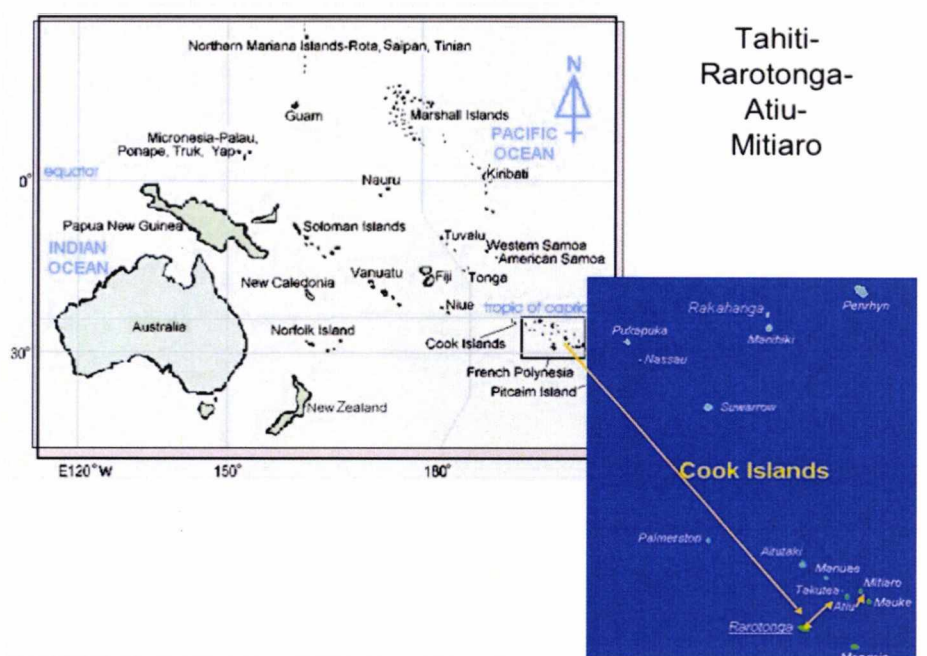 Tahiti-
Rarotonga-
Atiu-
Mitiaro
Northern Mariana Islands-Rota, Saipan, Tinian
N
Guam
Marshall Islands
PACIFIC
OCEAN
Micronesia-Palau,
Ponape, Truk, Yap
equator
0°
Nauru
Kiribati
Papua New Guinea
Soloman Islands
Tuvalu
Western Samoa
American Samoa
INDIAN
OCEAN
New Caledonia
Vanuatu
Fiji
Tonga
Niue
tropic of capric
Australia
Norfolk Island
Cook Islands
30°
French Polynesia
Pitcairn Island
New Zealand
E120°W
150°
180°
Penrhyn
Rakahanga
Pukapuka
Manihiki
Nassau
Suwarrow
Cook Islands
Palmerston
Aitutaki
Manuae
Mitiaro
Takutea
Atiu
Mauke
Rarotonga